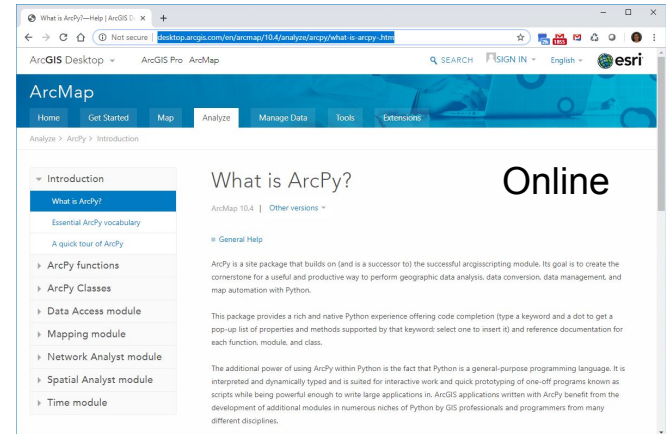 What is ArcPy?—Help | ArcGIS D
Not secure | desktop.arcgis.com/en/arcmap/10.4/analyze/arcpy/what-is-arcpy-.htm
ArcGIS Desktop ArcGIS Pro ArcMap SEARCH SIGN IN English esri
ArcMap
Home Get Started Map Analyze Manage Data Tools Extensions
Analyze > ArcPy > Introduction
Introduction
What is ArcPy?
Essential ArcPy vocabulary
A quick tour of ArcPy
ArcPy functions
ArcPy Classes
Data Access module
Mapping module
Network Analyst module
Spatial Analyst module
Time module
What is ArcPy?
Online
ArcMap 10.4 | Other versions
General Help
ArcPy is a site package that builds on (and is a successor to) the successful arcgisscripting module. Its goal is to create the
cornerstone for a useful and productive way to perform geographic data analysis, data conversion, data management, and
map automation with Python.
This package provides a rich and native Python experience offering code completion (type a keyword and a dot to get a
pop-up list of properties and methods supported by that keyword; select one to insert it) and reference documentation for
each function, module, and class.
The additional power of using ArcPy within Python is the fact that Python is a general-purpose programming language. It is
interpreted and dynamically typed and is suited for interactive work and quick prototyping of one-off programs known as
scripts while being powerful enough to write large applications in. ArcGIS applications written with ArcPy benefit from the
development of additional modules in numerous niches of Python by GIS professionals and programmers from many
different disciplines.